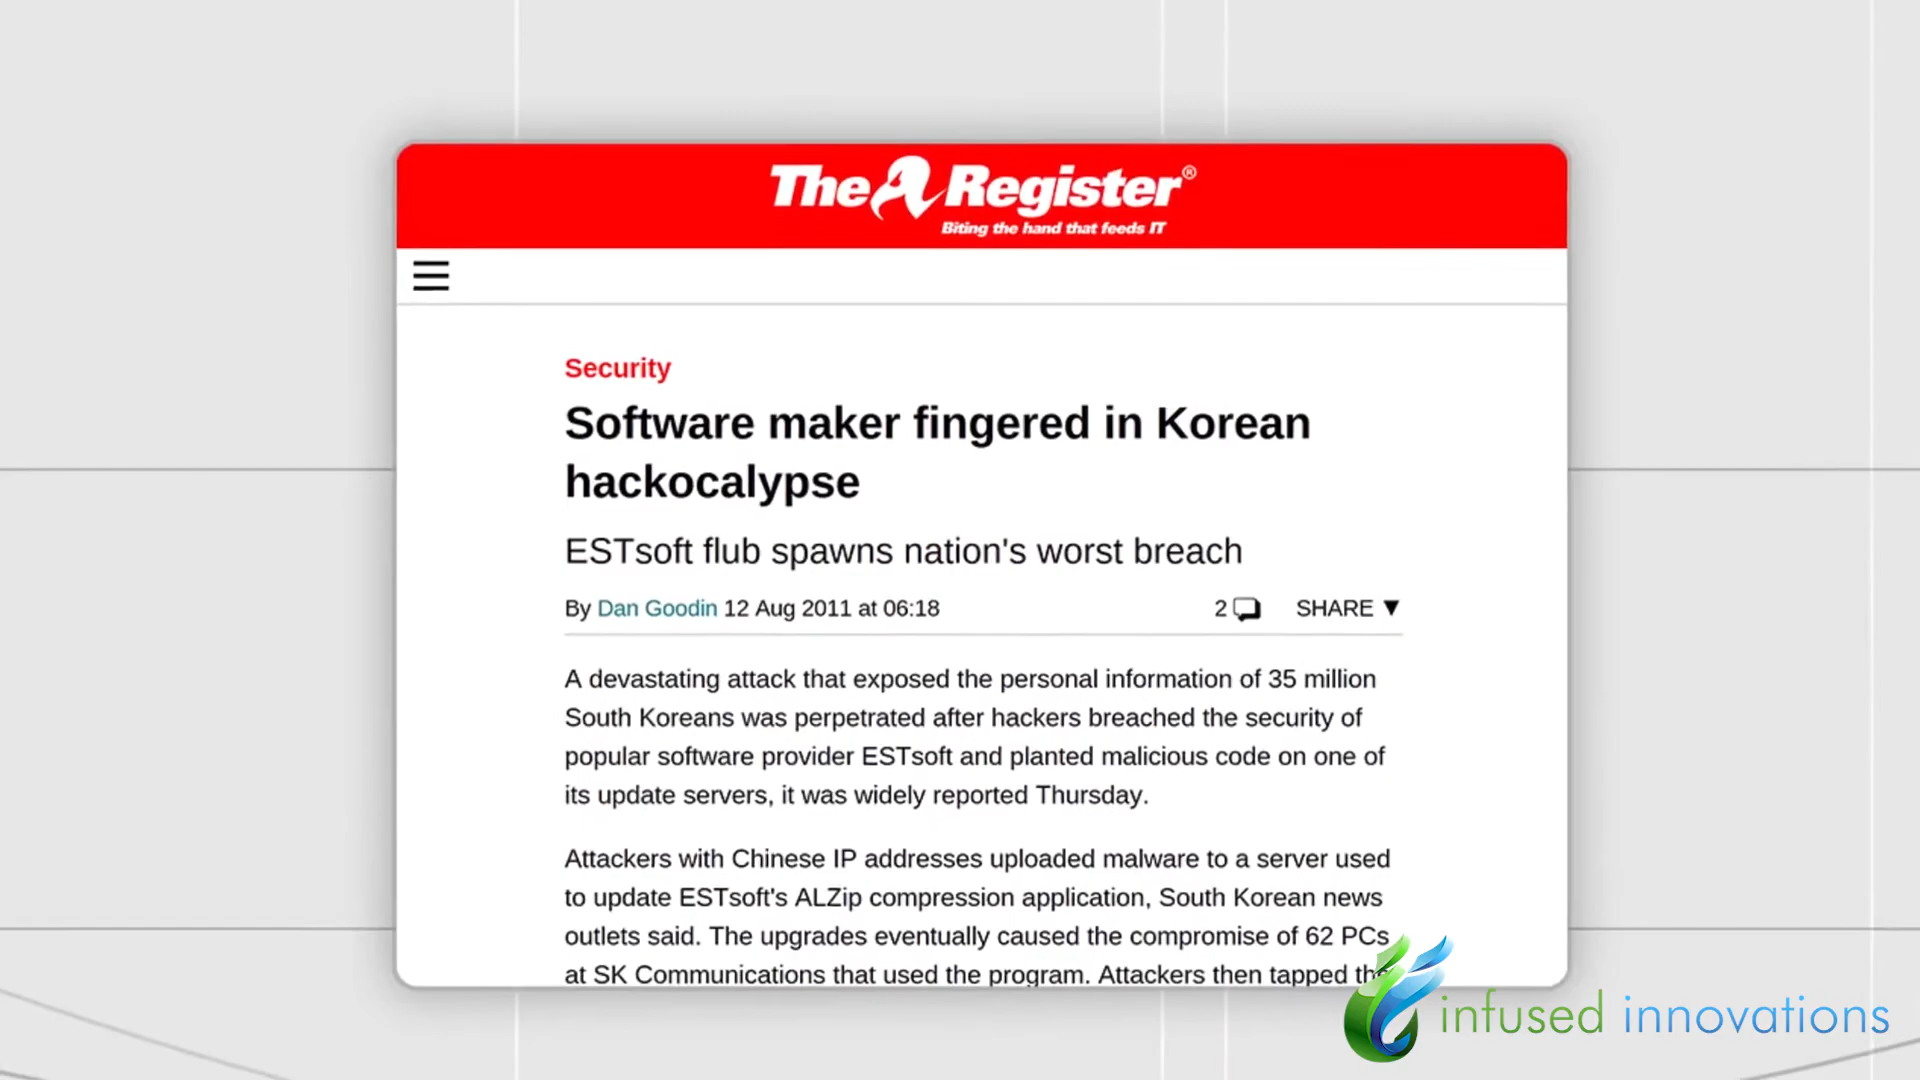 The Register®
Biting the hand that feeds IT
Security
Software maker fingered in Korean
hackocalypse
ESTsoft flub spawns nation's worst breach
By Dan Goodin 12 Aug 2011 at 06:18 2 SHARE ▼
A devastating attack that exposed the personal information of 35 million
South Koreans was perpetrated after hackers breached the security of
popular software provider ESTsoft and planted malicious code on one of
its update servers, it was widely reported Thursday.
Attackers with Chinese IP addresses uploaded malware to a server used
to update ESTsoft's ALZip compression application, South Korean news
outlets said. The upgrades eventually caused the compromise of 62 PCs
at SK Communications that used the program. Attackers then tapped the
infused innovations